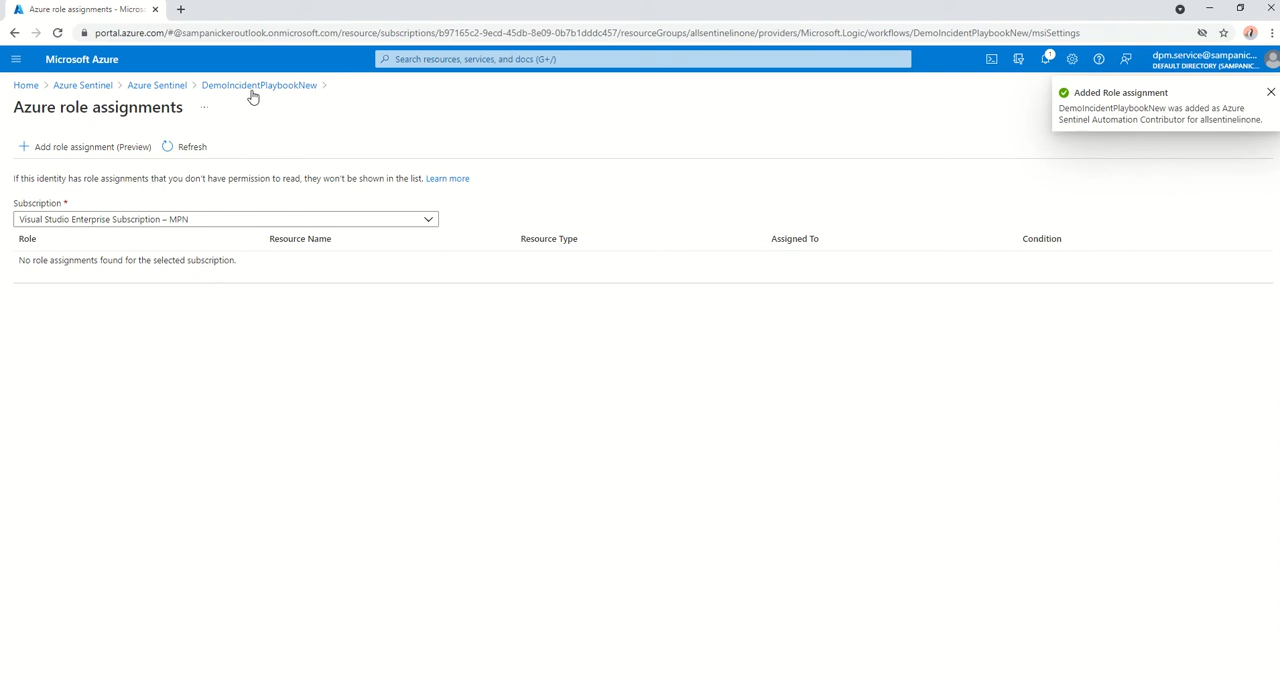 Azure role assignments - Micros
portal.azure.com/#@sampanickeroutlook.onmicrosoft.com/resource/subscriptions/b97165c2-9ecd-45db-8e09-0b7b1dddc457/resourceGroups/allsentinelinone/providers/Microsoft.Logic/workflows/DemoIncidentPlaybookNew/msiSettings
Microsoft Azure
Search resources, services, and docs (G+/)
1
dpm.service@sampanic...
DEFAULT DIRECTORY (SAMPANIC...
Home > Azure Sentinel > Azure Sentinel > DemoIncidentPlaybookNew >
Azure role assignments ...
Added Role assignment
DemoIncidentPlaybookNew was added as Azure
Sentinel Automation Contributor for allsentinelinone.
+ Add role assignment (Preview) Refresh
If this identity has role assignments that you don't have permission to read, they won't be shown in the list. Learn more
Subscription *
Visual Studio Enterprise Subscription – MPN
Role Resource Name Resource Type Assigned To Condition
No role assignments found for the selected subscription.